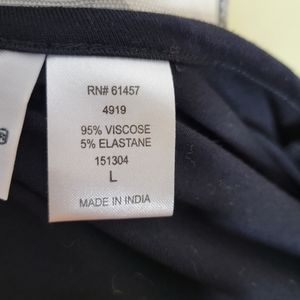 RN# 61457
4919
95% VISCOSE
5% ELASTANE
151304
L
MADE IN INDIA